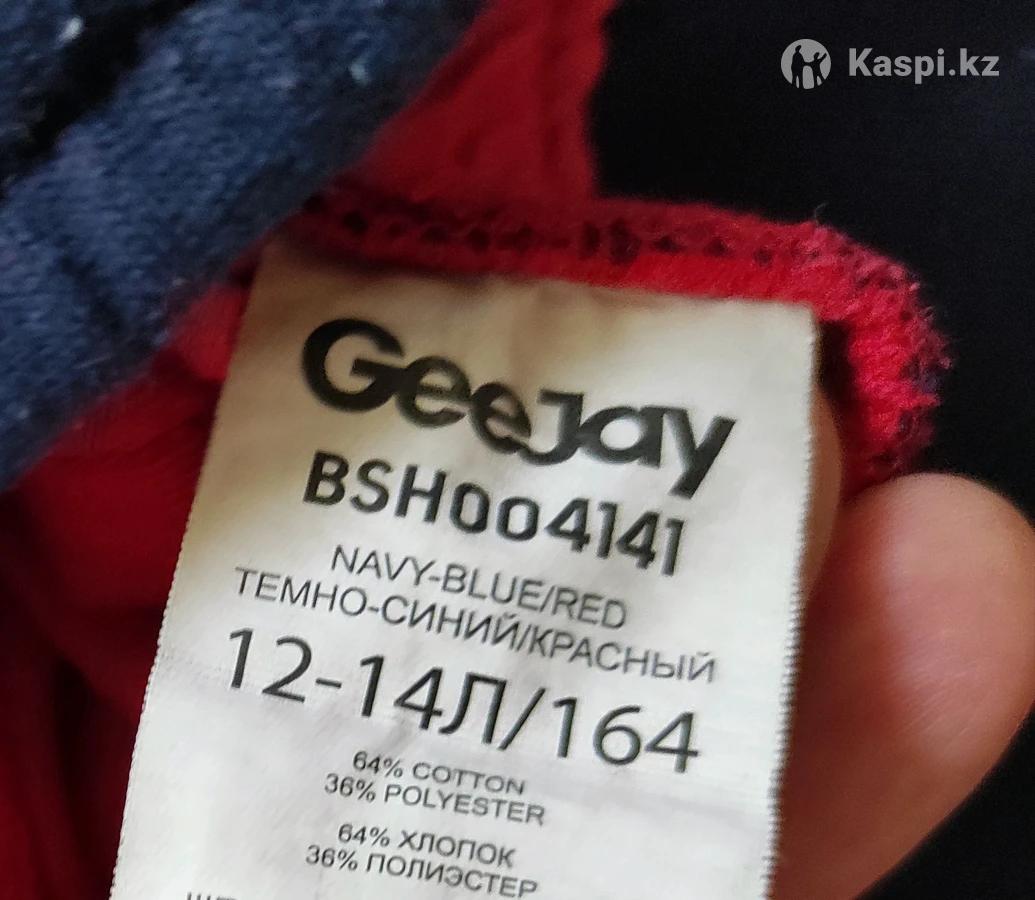 Kaspi.kz
GeeJay
BSH004141
NAVY-BLUE/RED
ТЕМНО-СИНИЙ/КРАСНЫЙ
12-14Л/164
64% COTTON
36% POLYESTER
64% ХЛОПОК
36% ПОЛИЭСТЕР